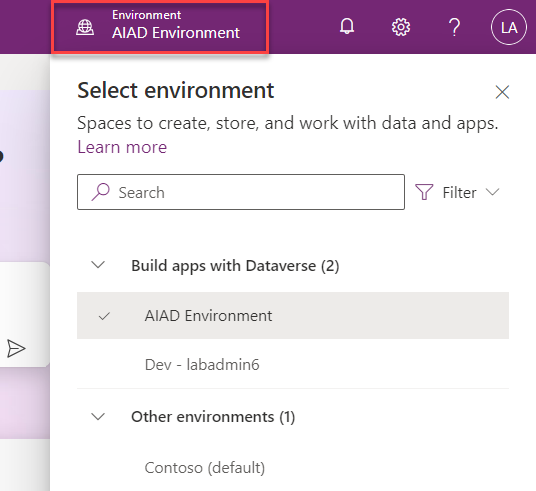 Environment
AIAD Environment
?
LA
Select environment
Spaces to create, store, and work with data and apps.
Learn more
Search
Filter
Build apps with Dataverse (2)
AIAD Environment
Dev - labadmin6
Other environments (1)
Contoso (default)